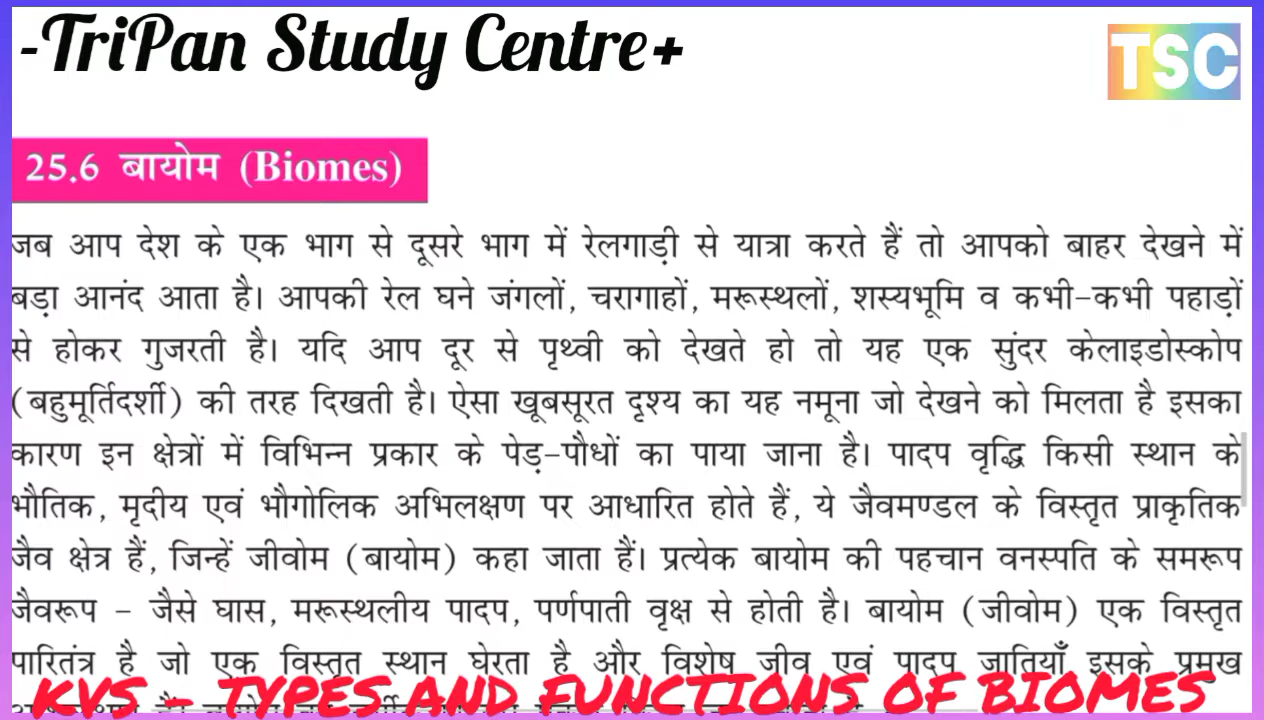 -TriPan Study Centre+
TSC
25.6 बायोम (Biomes)
जब आप देश के एक भाग से दूसरे भाग में रेलगाड़ी से यात्रा करते हैं तो आपको बाहर देखने में
बड़ा आनंद आता है। आपकी रेल घने जंगलों, चरागाहों, मरूस्थलों, शस्यभूमि व कभी-कभी पहाड़ों
से होकर गुजरती है। यदि आप दूर से पृथ्वी को देखते हो तो यह एक सुंदर केलाइडोस्कोप
(बहुमूर्तिदर्शी) की तरह दिखती है। ऐसा खूबसूरत दृश्य का यह नमूना जो देखने को मिलता है इसका
कारण इन क्षेत्रों में विभिन्न प्रकार के पेड़-पौधों का पाया जाना है। पादप वृद्धि किसी स्थान के
भौतिक, मृदीय एवं भौगोलिक अभिलक्षण पर आधारित होते हैं, ये जैवमण्डल के विस्तृत प्राकृतिक
जैव क्षेत्र हैं, जिन्हें जीवोम (बायोम) कहा जाता हैं। प्रत्येक बायोम की पहचान वनस्पति के समरूप
जैवरूप - जैसे घास, मरूस्थलीय पादप, पर्णपाती वृक्ष से होती है। बायोम (जीवोम) एक विस्तृत
पारितंत्र है जो एक विस्तृत स्थान घेरता है और विशेष जीव एवं पादप जातियाँ इसके प्रमुख
KVS - TYPES AND FUNCTIONS OF BIOMES